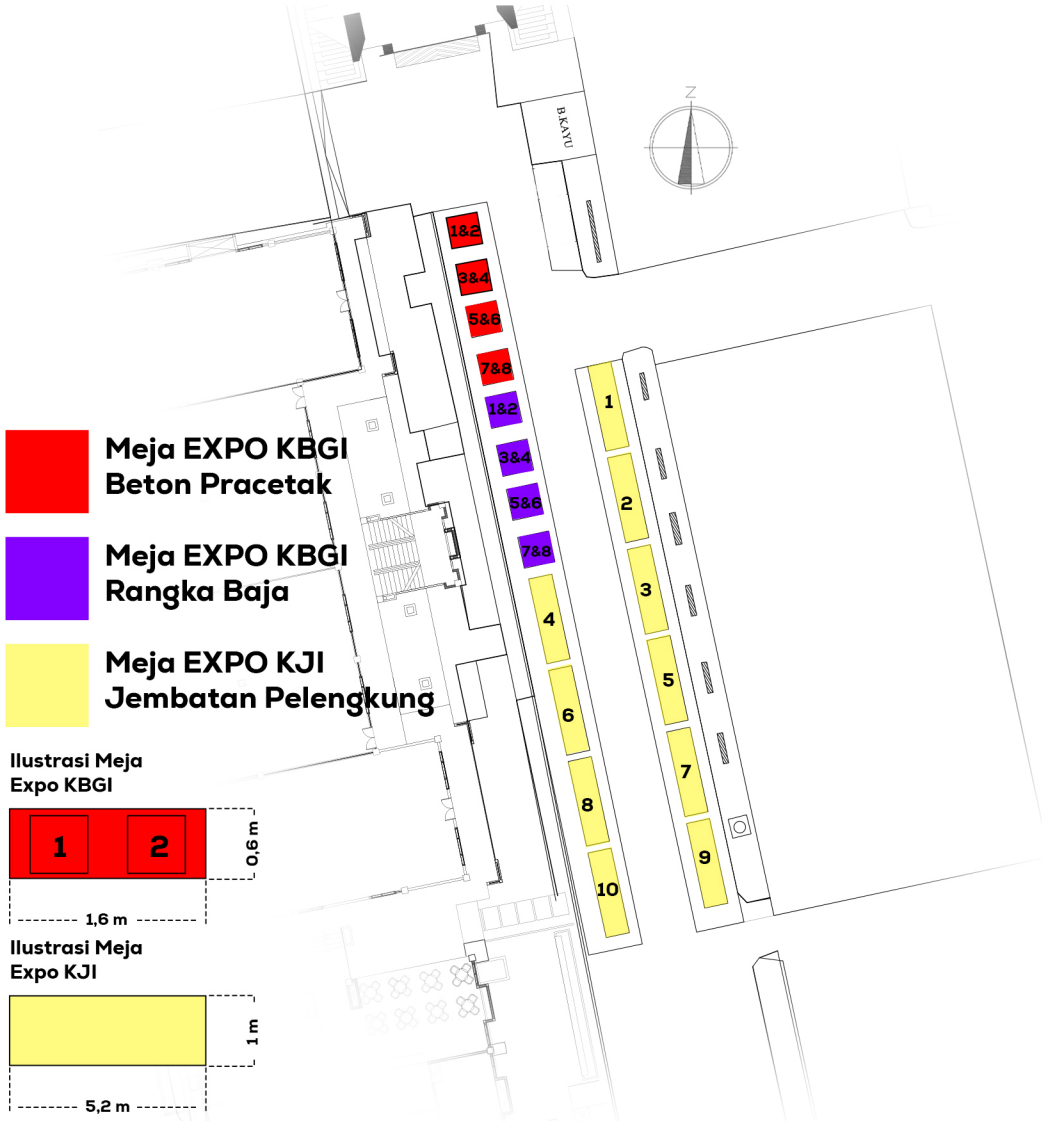 B.KAYU
Z
1&2
3&4
5&6
7&8
1&2
3&4
5&6
7&8
4
6
8
10
1
2
3
5
7
9
Meja EXPO KBGI
Beton Pracetak
Meja EXPO KBGI
Rangka Baja
Meja EXPO KJI
Jembatan Pelengkung
Ilustrasi Meja
Expo KBGI
1
2
0,6 m
1,6 m
Ilustrasi Meja
Expo KJI
1 m
5,2 m